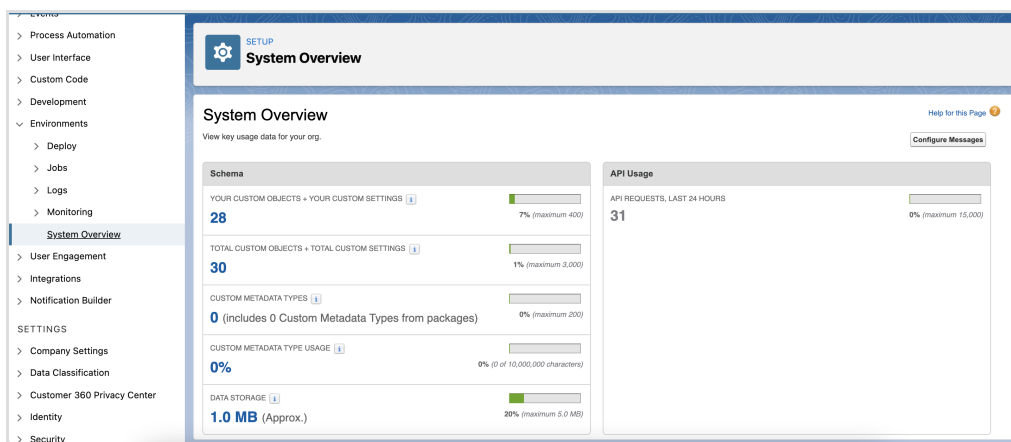 Events
Process Automation
User Interface
Custom Code
Development
Environments
Deploy
Jobs
Logs
Monitoring
System Overview
User Engagement
Integrations
Notification Builder
SETTINGS
Company Settings
Data Classification
Customer 360 Privacy Center
Identity
Security
SETUP
System Overview
System Overview
Help for this Page ?
View key usage data for your org.
Configure Messages
Schema
YOUR CUSTOM OBJECTS + YOUR CUSTOM SETTINGS i
28
7% (maximum 400)
TOTAL CUSTOM OBJECTS + TOTAL CUSTOM SETTINGS i
30
1% (maximum 3,000)
CUSTOM METADATA TYPES i
0 (includes 0 Custom Metadata Types from packages)
0% (maximum 200)
CUSTOM METADATA TYPE USAGE i
0%
0% (0 of 10,000,000 characters)
DATA STORAGE i
1.0 MB (Approx.)
20% (maximum 5.0 MB)
API Usage
API REQUESTS, LAST 24 HOURS
31
0% (maximum 15,000)